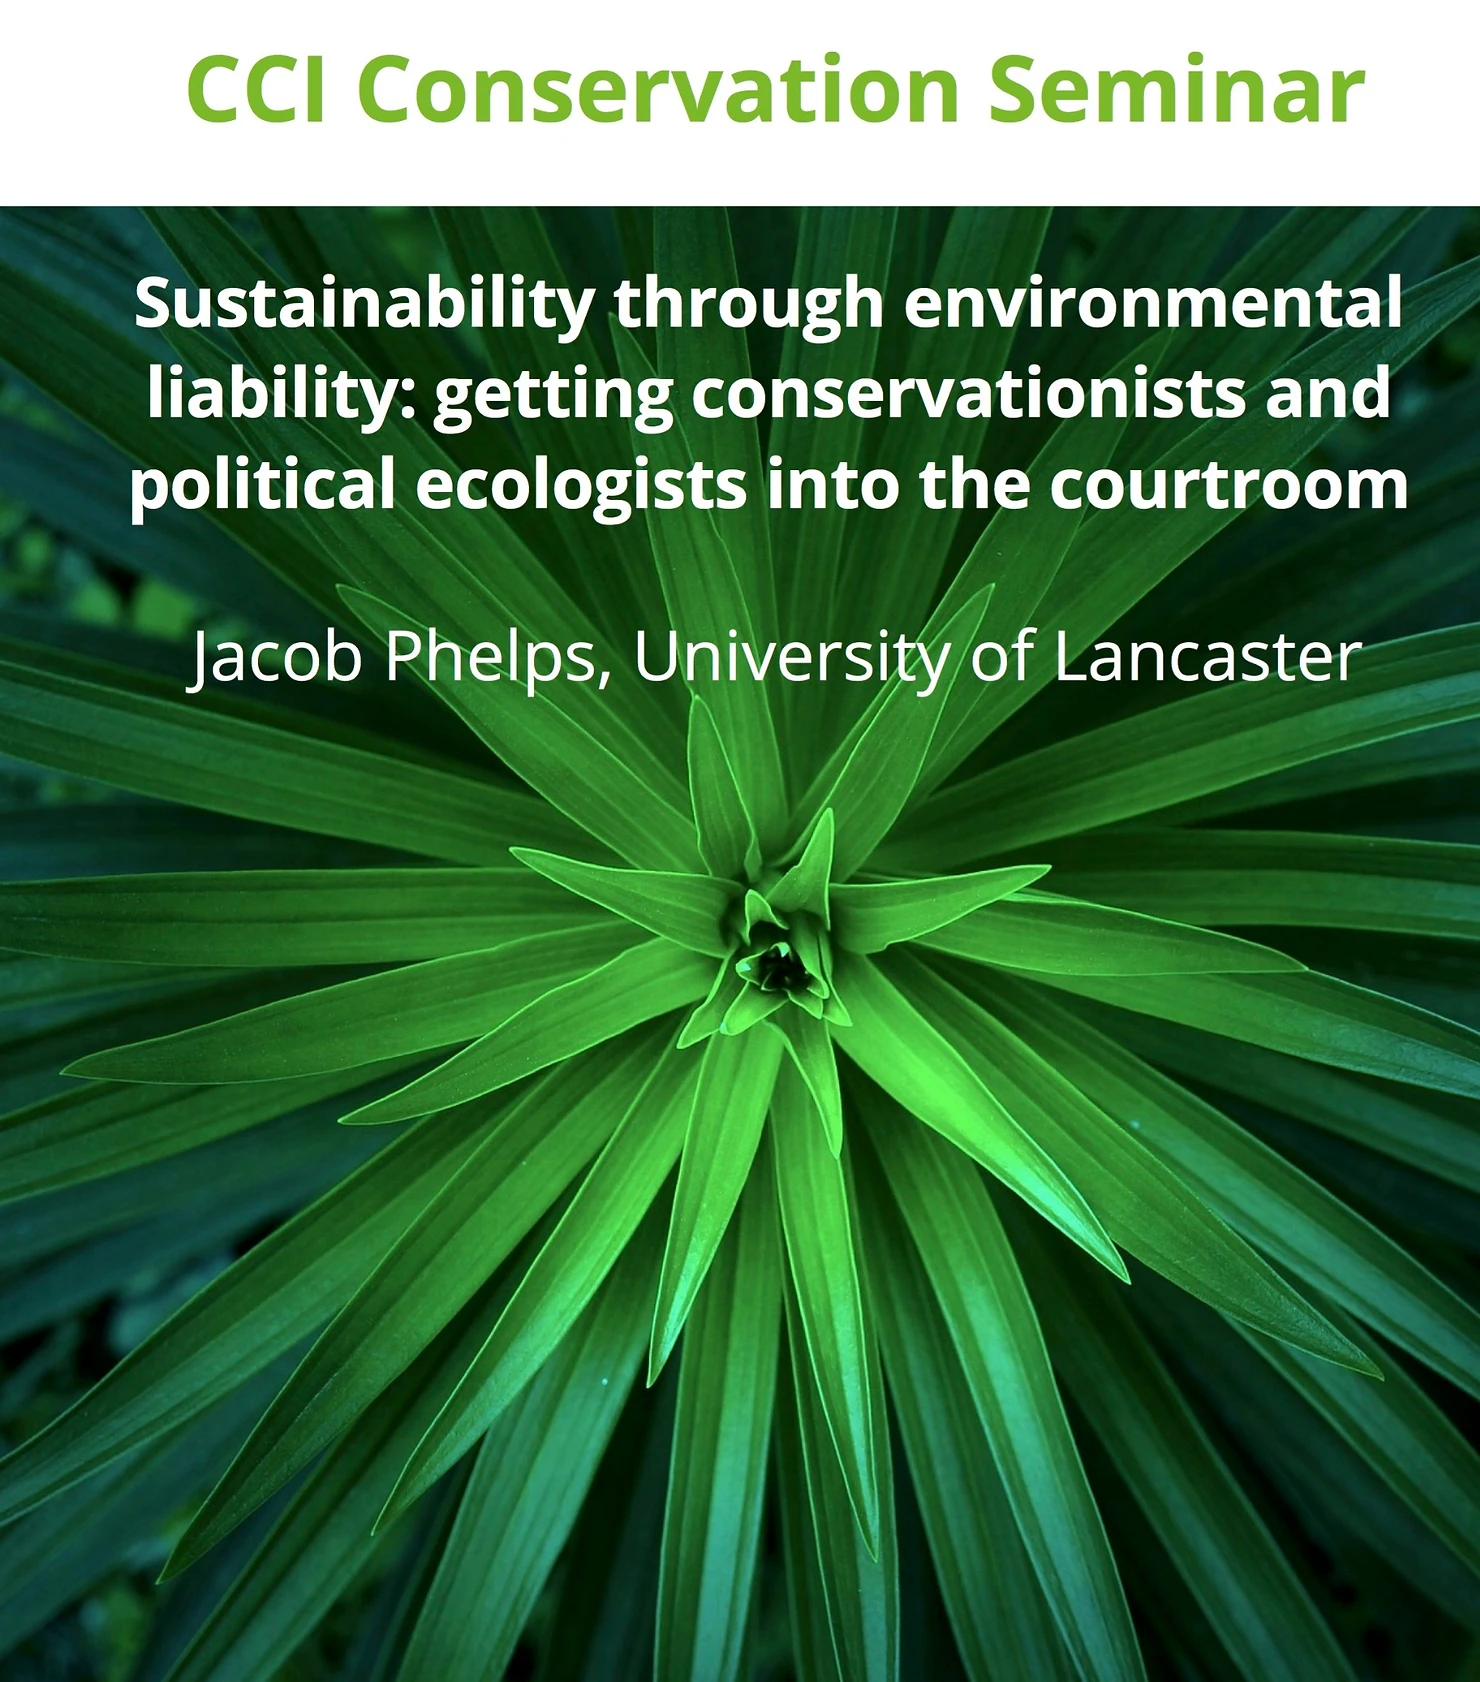 CCI Conservation Seminar
Sustainability through environmental
liability: getting conservationists and
political ecologists into the courtroom
Jacob Phelps, University of Lancaster